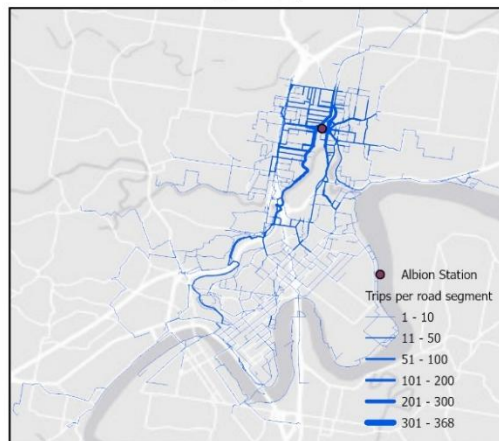 Albion Station
Trips per road segment
1 - 10
11 - 50
51 - 100
101 - 200
201 - 300
301 - 368